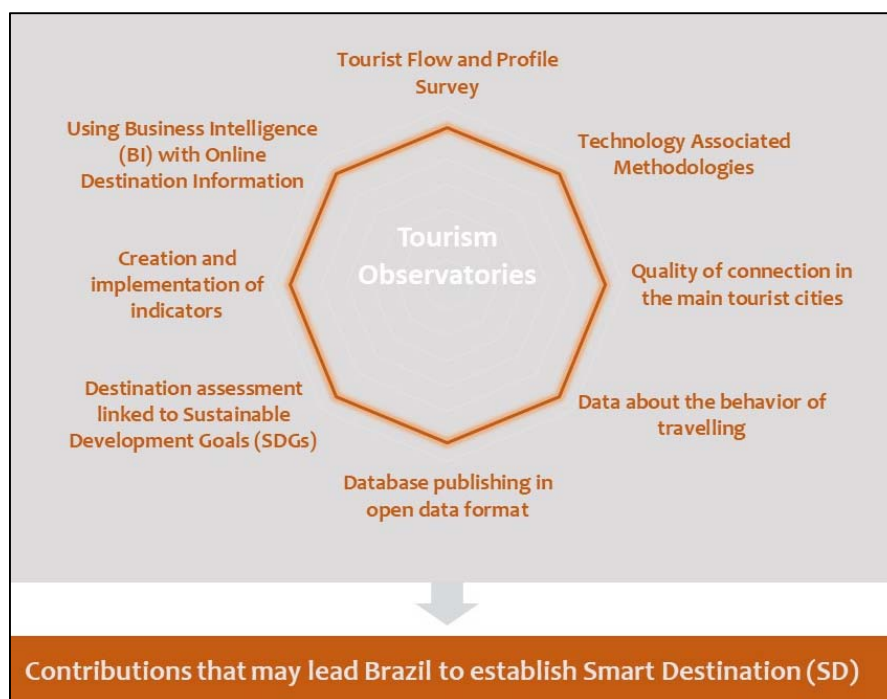 Tourist Flow and Profile
Survey
Using Business Intelligence
(BI) with Online
Destination Information
Technology Associated
Methodologies
Tourism
Observatories
Creation and
implementation of
indicators
Quality of connection in
the main tourist cities
Destination assessment
linked to Sustainable
Development Goals (SDGs)
Data about the behavior of
travelling
Database publishing in
open data format
Contributions that may lead Brazil to establish Smart Destination (SD)